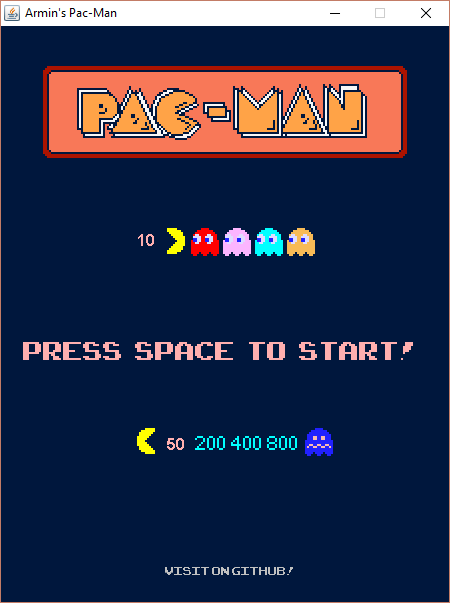 Armin's Pac-Man
PAC-MAN
10
PRESS SPACE TO START!
50 200 400 800
VISIT ON GITHUB!